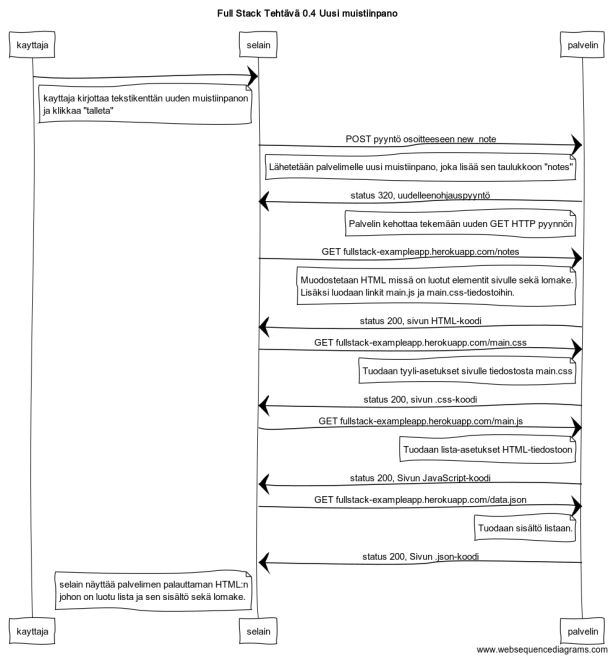 Full Stack Tehtävä 0.4 Uusi muistiinpano
kayttaja
selain
palvelin
kayttaja kirjottaa tekstikenttän uuden muistiinpanon
ja klikkaa "talleta"
POST pyyntö osoitteeseen new_note
Lähetetään palvelimelle uusi muistiinpano, joka lisää sen taulukkoon "notes"
status 320, uudelleenohjauspyyntö
Palvelin kehottaa tekemään uuden GET HTTP pyynnön
GET fullstack-exampleapp.herokuapp.com/notes
Muodostetaan HTML missä on luotut elementit sivulle sekä lomake.
Lisäksi luodaan linkit main.js ja main.css-tiedostoihin.
status 200, sivun HTML-koodi
GET fullstack-exampleapp.herokuapp.com/main.css
Tuodaan tyyli-asetukset sivulle tiedostosta main.css
status 200, sivun .css-koodi
GET fullstack-exampleapp.herokuapp.com/main.js
Tuodaan lista-asetukset HTML-tiedostoon
status 200, Sivun JavaScript-koodi
GET fullstack-exampleapp.herokuapp.com/data.json
Tuodaan sisältö listaan.
status 200, Sivun .json-koodi
selain näyttää palvelimen palauttaman HTML:n
johon on luotu lista ja sen sisältö sekä lomake.
kayttaja
selain
palvelin
www.websequencediagrams.com